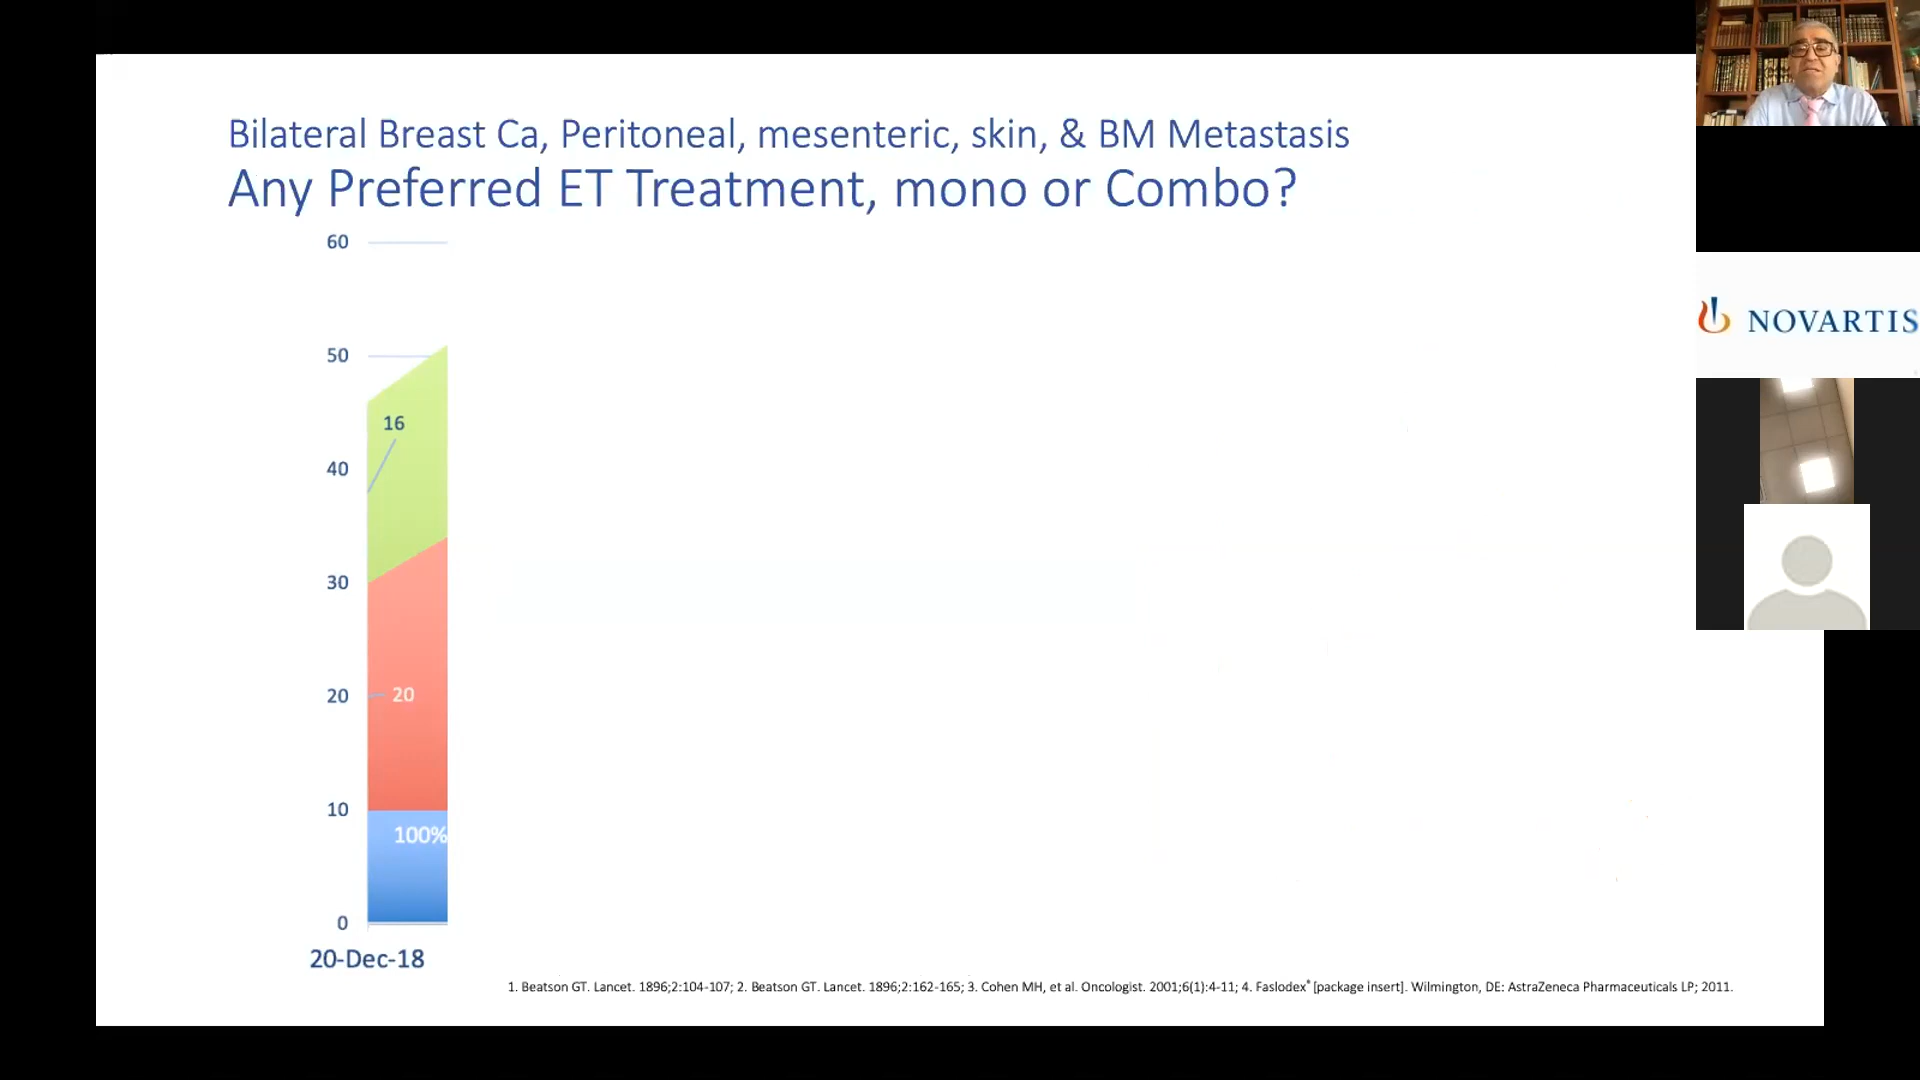 Bilateral Breast Ca, Peritoneal, mesenteric, skin, & BM Metastasis
Any Preferred ET Treatment, mono or Combo?
60
50
16
40
30
20
20
10
100%
0
20-Dec-18
1. Beatson GT. Lancet. 1896;2:104-107; 2. Beatson GT. Lancet. 1896;2:162-165; 3. Cohen MH, et al. Oncologist. 2001;6(1):4-11; 4. Faslodex® [package insert]. Wilmington, DE: AstraZeneca Pharmaceuticals LP; 2011.
NOVARTIS